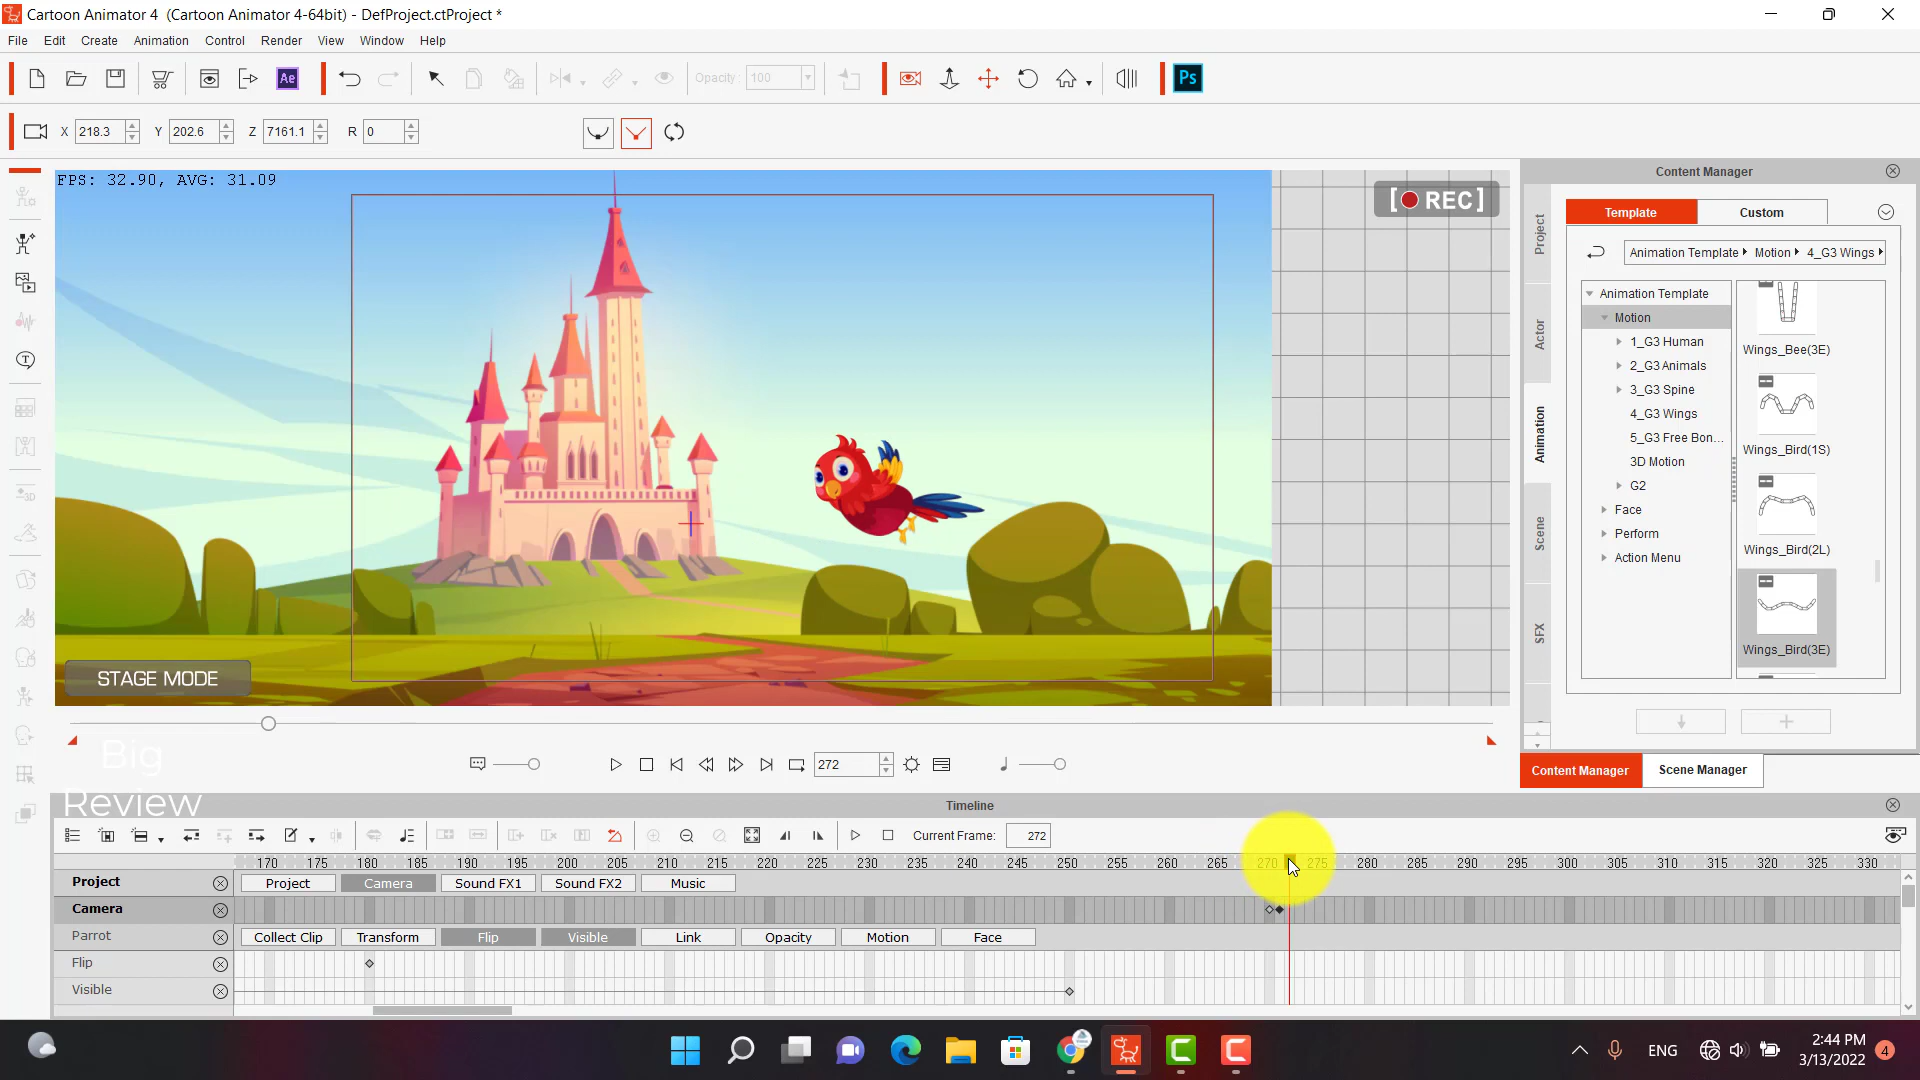 Cartoon Animator 4 (Cartoon Animator 4-64bit) - DefProject.ctProject *
File Edit Create Animation Control Render View Window Help
Ae Opacity: 100 Ps
X 218.3 Y 202.6 Z 7161.1 R 0
FPS: 32.90, AVG: 31.09
[ REC ]
STAGE MODE
Content Manager
Template Custom
Animation Template Motion 4_G3 Wings
Project
Actor
Animation
Scene
SFX
Animation Template
Motion
1_G3 Human
2_G3 Animals
3_G3 Spine
4_G3 Wings
5_G3 Free Bon...
3D Motion
G2
Face
Perform
Action Menu
Wings_Bee(3E)
Wings_Bird(1S)
Wings_Bird(2L)
Wings_Bird(3E)
Content Manager Scene Manager
272
Big
Review
Timeline
Current Frame: 272
170 175 180 185 190 195 200 205 210 215 220 225 230 235 240 245 250 255 260 265 270 275 280 285 290 295 300 305 310 315 320 325 330
Project Project Camera Sound FX1 Sound FX2 Music
Camera
Parrot Collect Clip Transform Flip Visible Link Opacity Motion Face
Flip
Visible
ENG
2:44 PM
3/13/2022
4